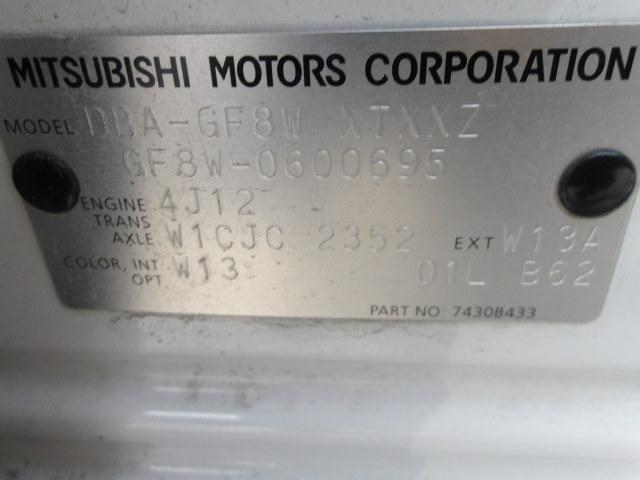 MITSUBISHI MOTORS CORPORATION
MODEL DBA-GF8W XTXXZ
GF8W-0600695
ENGINE 4J12
TRANS AXLE W1CJC 2352 EXT W13A
COLOR, INT OPT W13 01L B62
PART NO: 7430B433